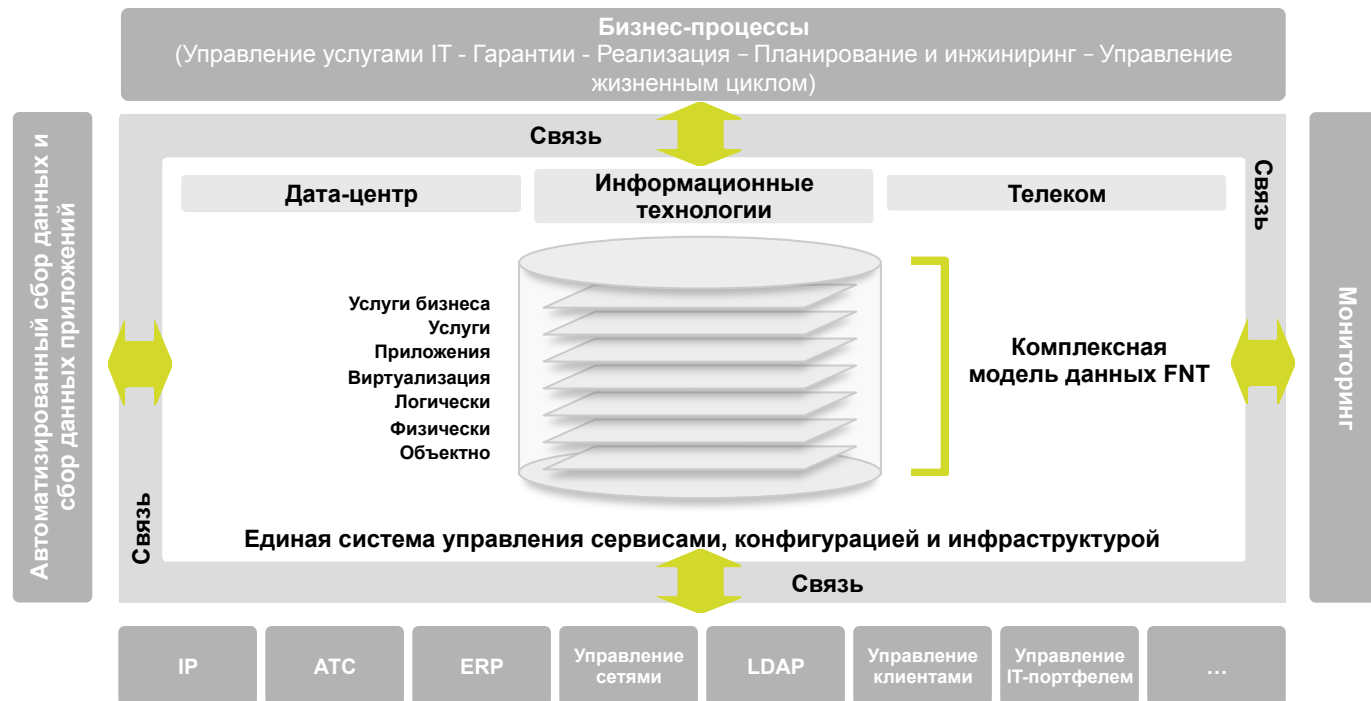 Бизнес-процессы
(Управление услугами IT - Гарантии - Реализация – Планирование и инжиниринг – Управление
жизненным циклом)
Автоматизированный сбор данных и
сбор данных приложений
Связь
Связь
Дата-центр
Информационные
технологии
Телеком
Услуги бизнеса
Услуги
Приложения
Виртуализация
Логически
Физически
Объектно
Комплексная
модель данных FNT
Мониторинг
Связь
Единая система управления сервисами, конфигурацией и инфраструктурой
Связь
IP
АТС
ERP
Управление
сетями
LDAP
Управление
клиентами
Управление
IT-портфелем
...